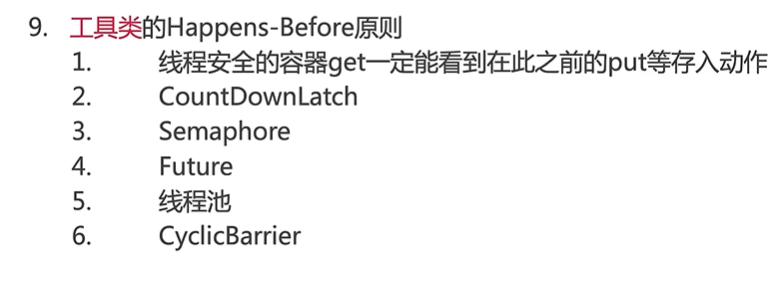 9. 工具类的Happens-Before原则
1. 线程安全的容器get一定能看到在此之前的put等存入动作
2. CountDownLatch
3. Semaphore
4. Future
5. 线程池
6. CyclicBarrier